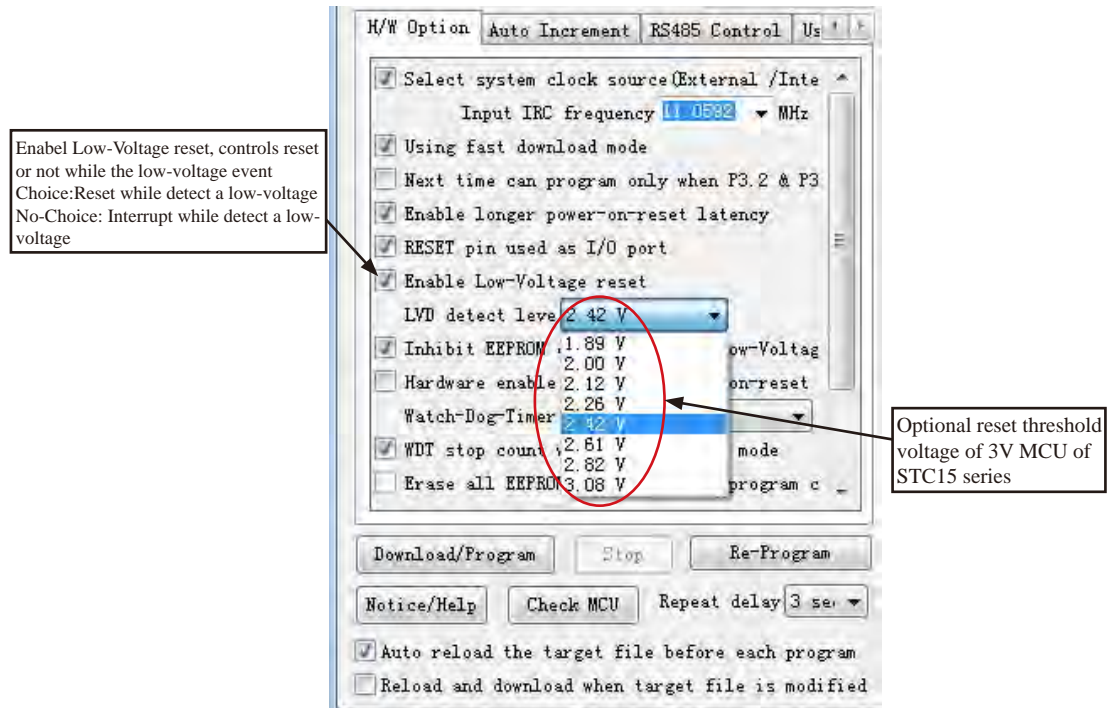 H/W Option Auto Increment RS485 Control Us
Select system clock source(External /Inte
Input IRC frequency 11.0592 MHz
Using fast download mode
Next time can program only when P3.2 & P3
Enable longer power-on-reset latency
RESET pin used as I/O port
Enable Low-Voltage reset
LVD detect leve 2.42 V
Inhibit EEPROM ow-Voltag
Hardware enable on-reset
Watch-Dog-Timer
WDT stop count mode
Erase all EEPRO program c
1.89 V
2.00 V
2.12 V
2.26 V
2.42 V
2.61 V
2.82 V
3.08 V
Enabel Low-Voltage reset, controls reset
or not while the low-voltage event
Choice:Reset while detect a low-voltage
No-Choice: Interrupt while detect a low-
voltage
Optional reset threshold
voltage of 3V MCU of
STC15 series
Download/Program Stop Re-Program
Notice/Help Check MCU Repeat delay 3 se
Auto reload the target file before each program
Reload and download when target file is modified